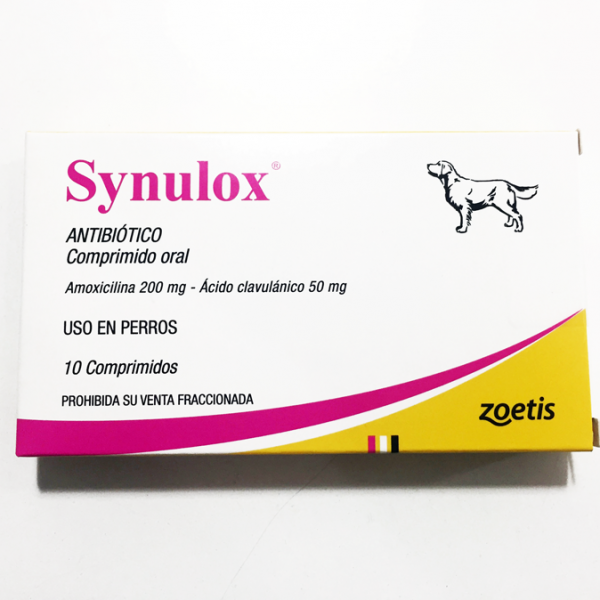 Synulox®
ANTIBIÓTICO
Comprimido oral
Amoxicilina 200 mg - Ácido clavulánico 50 mg
USO EN PERROS
10 Comprimidos
PROHIBIDA SU VENTA FRACCIONADA
zoetis